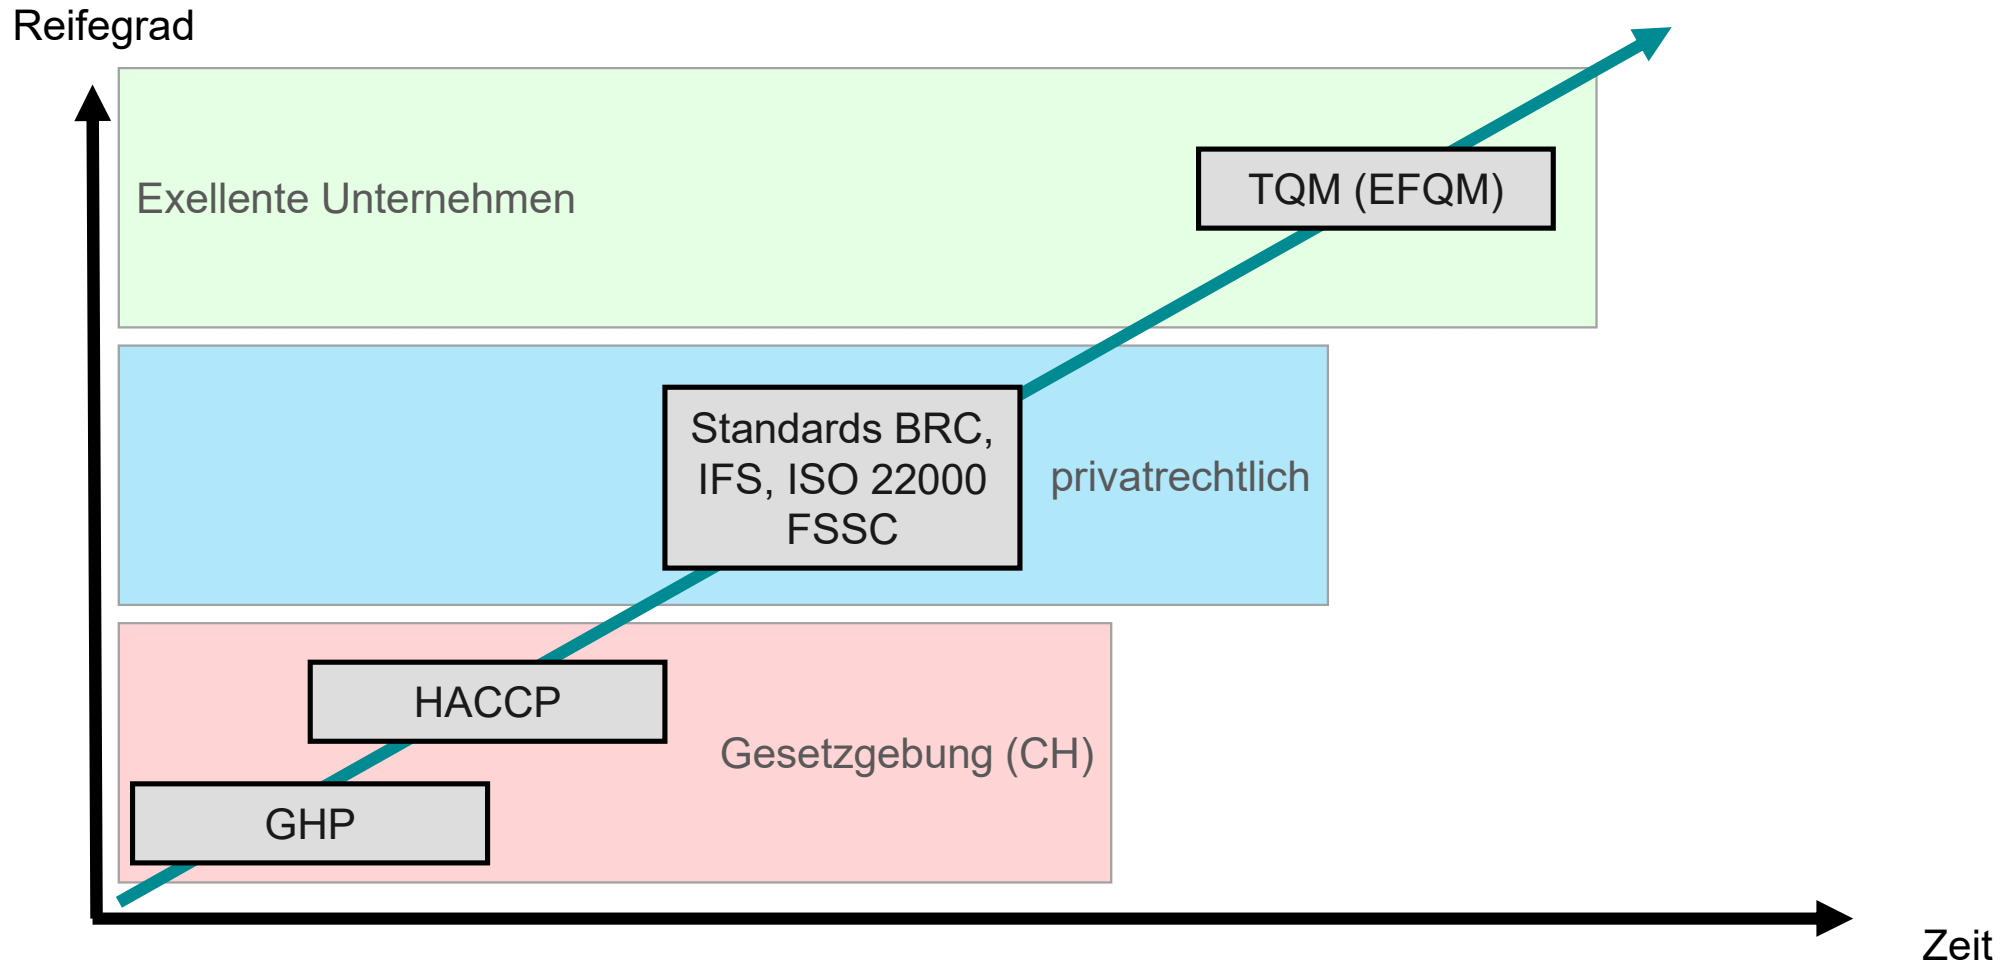 Reifegrad
Exellente Unternehmen
TQM (EFQM)
Standards BRC,
IFS, ISO 22000
FSSC
privatrechtlich
HACCP
Gesetzgebung (CH)
GHP
Zeit